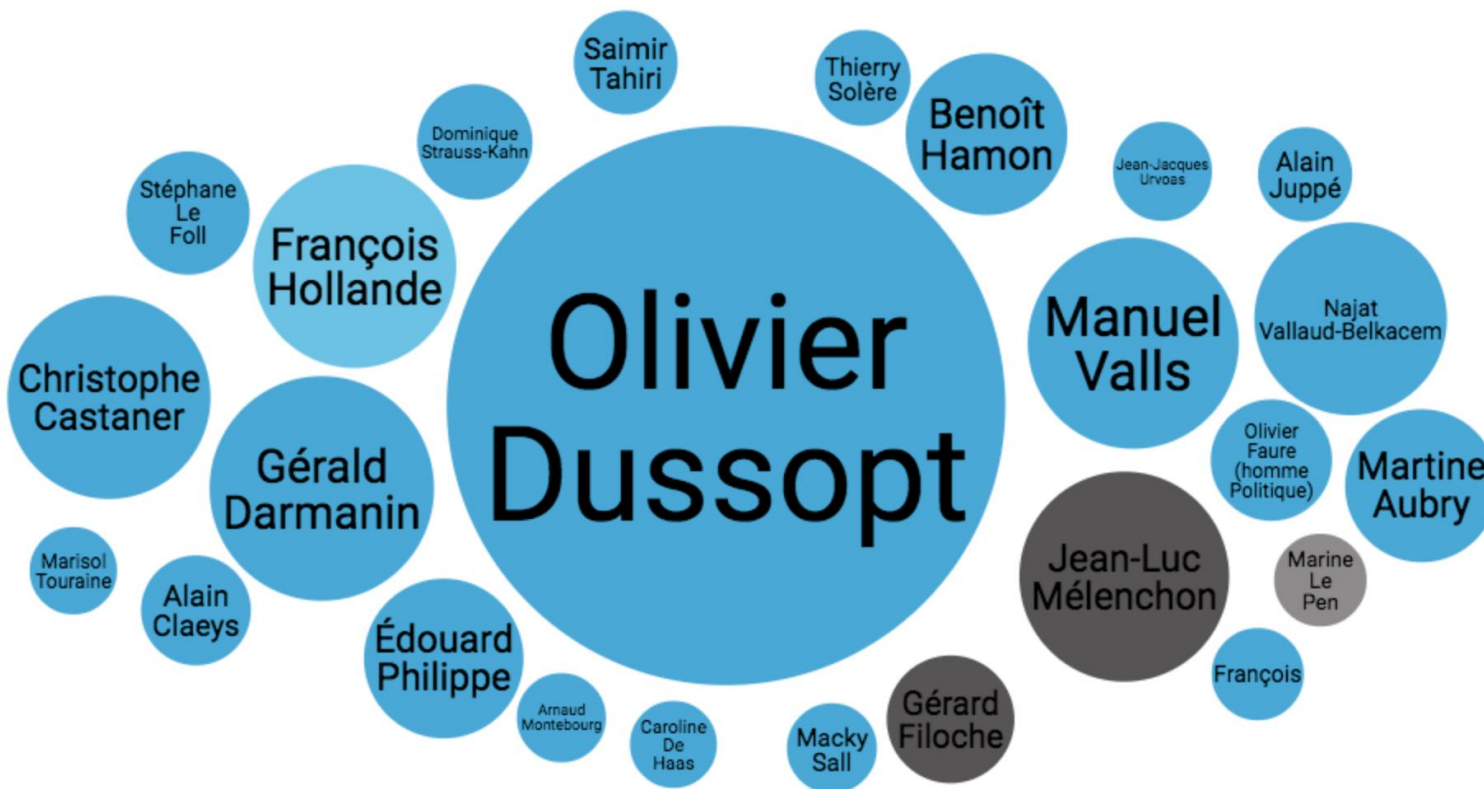 Saimir
Tahiri
Thierry
Solère
Benoît
Hamon
Dominique
Strauss-Kahn
Jean-Jacques
Urvoas
Alain
Juppé
Stéphane
Le
Foll
François
Hollande
Olivier
Dussopt
Manuel
Valls
Najat
Vallaud-Belkacem
Christophe
Castaner
Gérald
Darmanin
Olivier
Faure
(homme
Politique)
Martine
Aubry
Marisol
Touraine
Alain
Claeys
Jean-Luc
Mélenchon
Marine
Le
Pen
Édouard
Philippe
François
Arnaud
Montebourg
Caroline
De
Haas
Macky
Sall
Gérard
Filoche